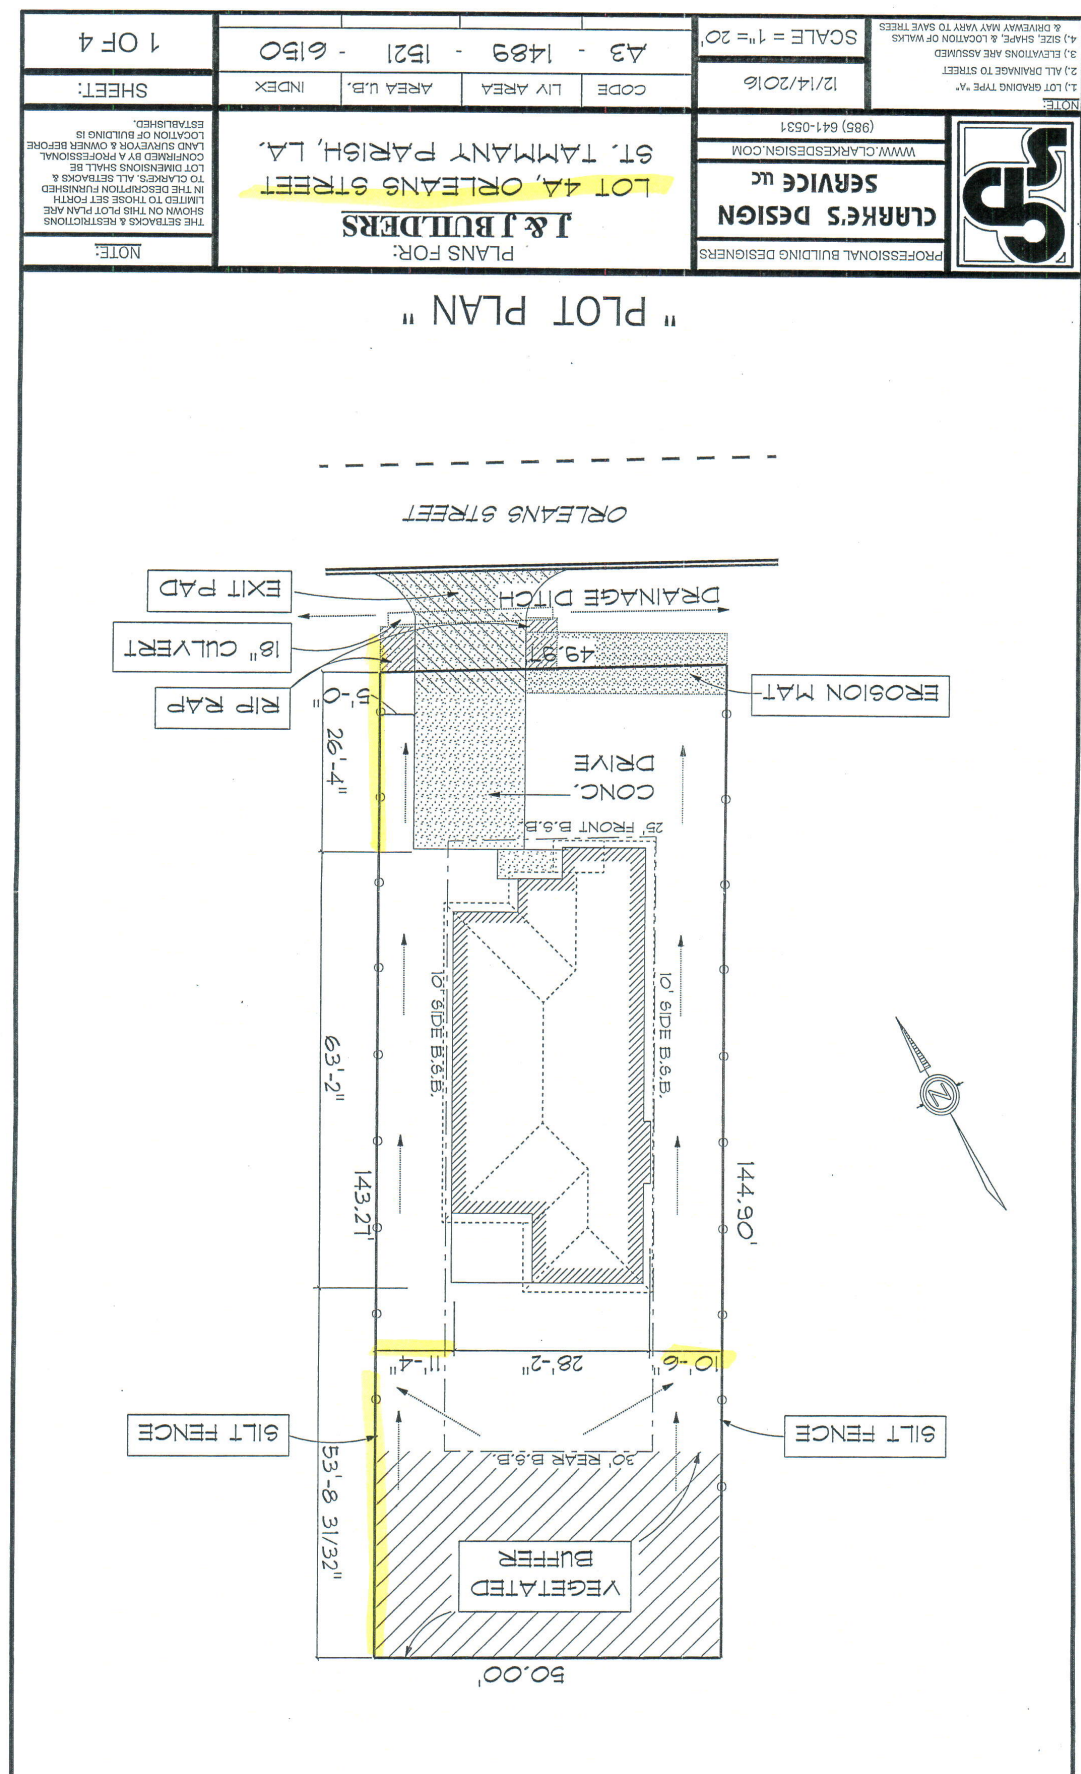 50.00'
VEGETATED
BUFFER
30' REAR B.S.B.
SILT FENCE
SILT FENCE
53'-8 31/32"
10'-6"
28'-2"
11'-4"
144.90'
143.27'
63'-2"
10' SIDE B.S.B.
10' SIDE B.S.B.
N
25' FRONT B.S.B.
CONC.
DRIVE
26'-4"
5'-0"
EROSION MAT
RIP RAP
49.97
18" CULVERT
DRAINAGE DITCH
EXIT PAD
ORLEANS STREET
" PLOT PLAN "
PROFESSIONAL BUILDING DESIGNERS
CLARKE'S DESIGN
SERVICE LLC
WWW.CLARKESDESIGN.COM
(985) 641-0531
PLANS FOR:
J & J BUILDERS
LOT 4A, ORLEANS STREET
ST. TAMMANY PARISH, LA.
NOTE:
THE SETBACKS & RESTRICTIONS
SHOWN ON THIS PLOT PLAN ARE
LIMITED TO THOSE SET FORTH
IN THE DESCRIPTION FURNISHED
TO CLARKE'S. ALL SETBACKS &
LOT DIMENSIONS SHALL BE
CONFIRMED BY A PROFESSIONAL
LAND SURVEYOR & OWNER BEFORE
LOCATION OF BUILDING IS
ESTABLISHED.
NOTE:
1.) LOT GRADING TYPE "A"
2.) ALL DRAINAGE TO STREET
3.) ELEVATIONS ARE ASSUMED
4.) SIZE, SHAPE, & LOCATION OF WALKS
& DRIVEWAY MAY VARY TO SAVE TREES
12/14/2016
SCALE = 1"= 20'
CODE LIV. AREA AREA U.B. INDEX
A3 - 1489 - 1521 - 6150
SHEET:
1 OF 4